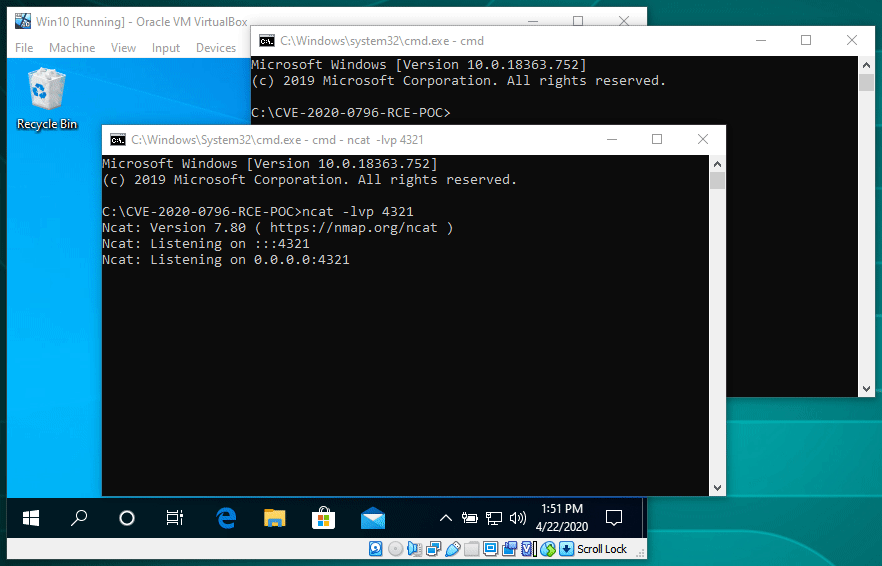 Win10 [Running] - Oracle VM VirtualBox
File Machine View Input Devices
Recycle Bin
C:\Windows\system32\cmd.exe - cmd
Microsoft Windows [Version 10.0.18363.752]
(c) 2019 Microsoft Corporation. All rights reserved.
C:\CVE-2020-0796-RCE-POC>
C:\Windows\System32\cmd.exe - cmd - ncat -lvp 4321
Microsoft Windows [Version 10.0.18363.752]
(c) 2019 Microsoft Corporation. All rights reserved.
C:\CVE-2020-0796-RCE-POC>ncat -lvp 4321
Ncat: Version 7.80 ( https://nmap.org/ncat )
Ncat: Listening on :::4321
Ncat: Listening on 0.0.0.0:4321
1:51 PM
4/22/2020
Scroll Lock